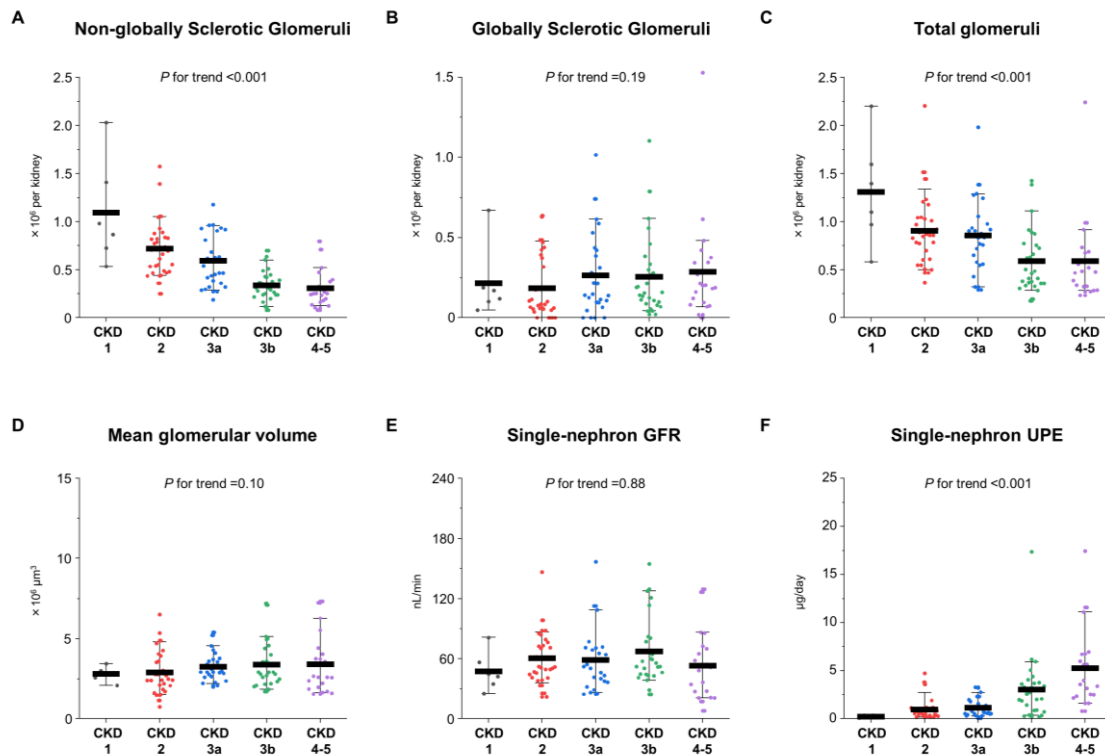 A
Non-globally Sclerotic Glomeruli
P for trend <0.001
× 10⁶ per kidney
2.5
2.0
1.5
1.0
0.5
0
CKD CKD CKD CKD CKD
1 2 3a 3b 4-5
B
Globally Sclerotic Glomeruli
P for trend =0.19
× 10⁶ per kidney
1.5
1.0
0.5
0
CKD CKD CKD CKD CKD
1 2 3a 3b 4-5
C
Total glomeruli
P for trend <0.001
× 10⁶ per kidney
2.5
2.0
1.5
1.0
0.5
0
CKD CKD CKD CKD CKD
1 2 3a 3b 4-5
D
Mean glomerular volume
P for trend =0.10
× 10⁶ µm³
15
10
5
0
CKD CKD CKD CKD CKD
1 2 3a 3b 4-5
E
Single-nephron GFR
P for trend =0.88
nL/min
240
180
120
60
0
CKD CKD CKD CKD CKD
1 2 3a 3b 4-5
F
Single-nephron UPE
P for trend <0.001
µg/day
25
20
15
10
5
0
CKD CKD CKD CKD CKD
1 2 3a 3b 4-5